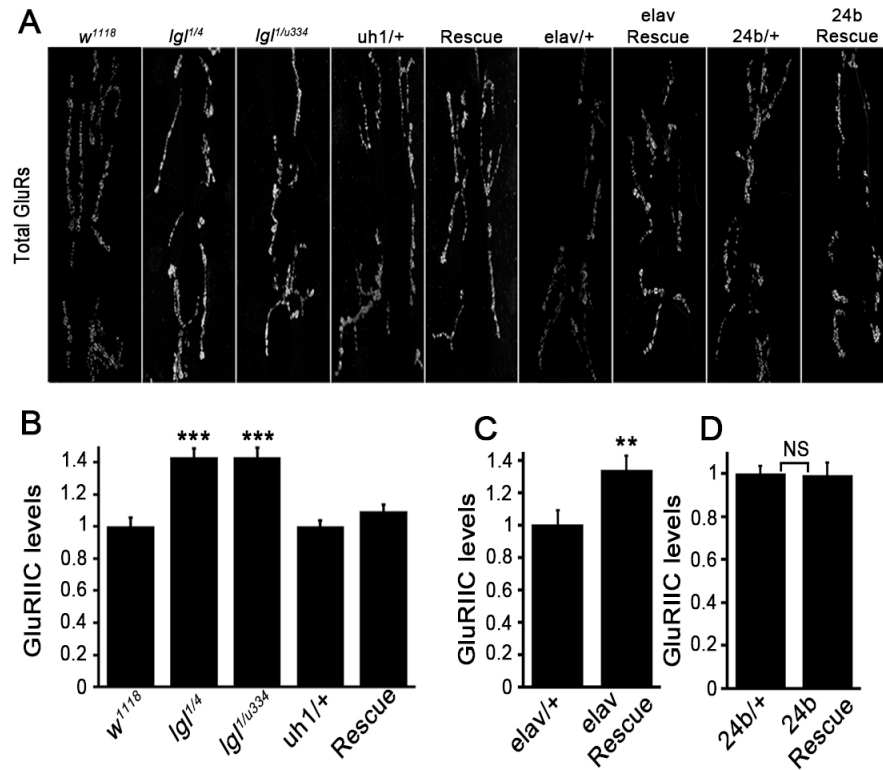 A
w1118
lgl1/4
lgl1/u334
uh1/+
Rescue
elav/+
elav
Rescue
24b/+
24b
Rescue
Total GluRs
B
***
***
GluRIIC levels
1.4
1.2
1
0.8
0.6
0.4
0.2
0
w1118
lgl1/4
lgl1/u334
uh1/+
Rescue
C
**
GluRIIC levels
1.4
1.2
1
0.8
0.6
0.4
0.2
0
elav/+
elav
Rescue
D
NS
GluRIIC levels
1
0.8
0.6
0.4
0.2
0
24b/+
24b
Rescue